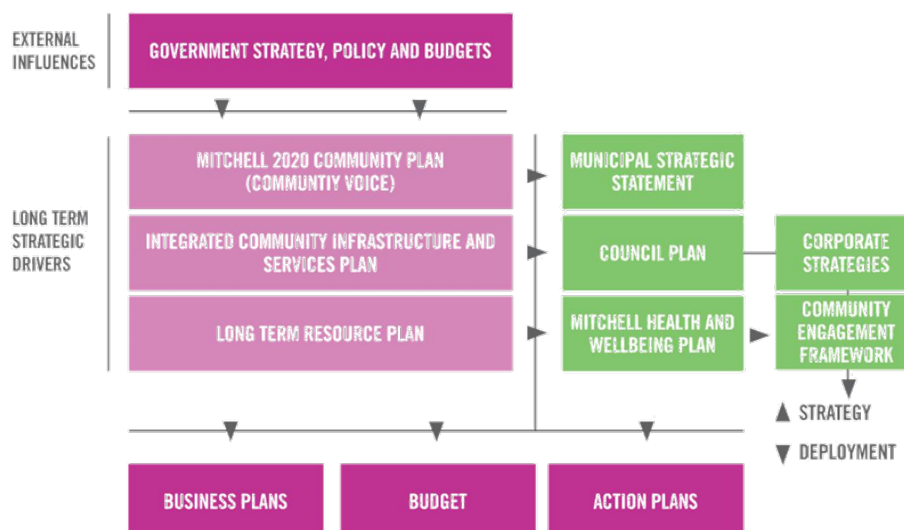 EXTERNAL
INFLUENCES
GOVERNMENT STRATEGY, POLICY AND BUDGETS
LONG TERM
STRATEGIC
DRIVERS
MITCHELL 2020 COMMUNITY PLAN
(COMMUNTIY VOICE)
INTEGRATED COMMUNITY INFRASTRUCTURE AND
SERVICES PLAN
LONG TERM RESOURCE PLAN
MUNICIPAL STRATEGIC
STATEMENT
COUNCIL PLAN
MITCHELL HEALTH AND
WELLBEING PLAN
CORPORATE
STRATEGIES
COMMUNITY
ENGAGEMENT
FRAMEWORK
STRATEGY
DEPLOYMENT
BUSINESS PLANS
BUDGET
ACTION PLANS